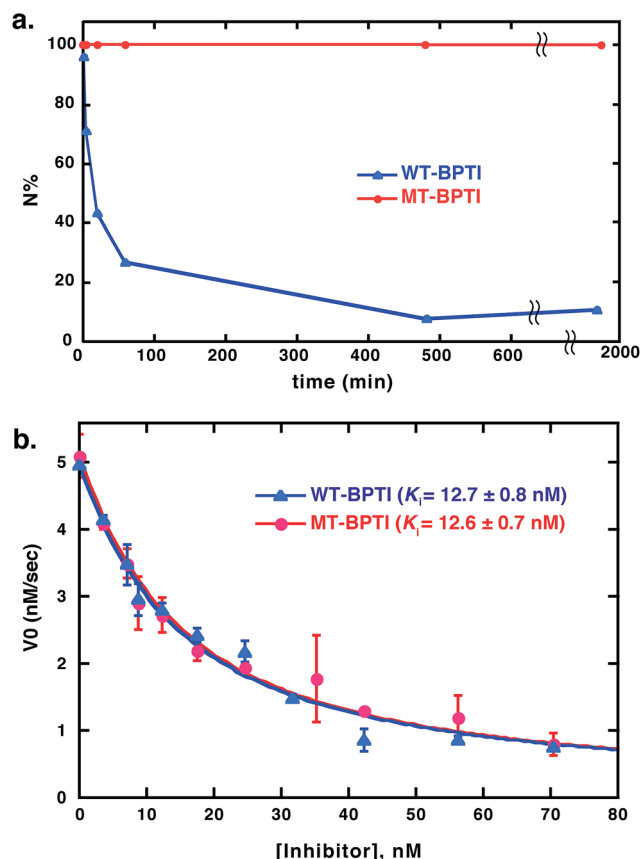 a.
100
80
60
40
20
0
N%
WT-BPTI
MT-BPTI
0 100 200 300 400 500 600 2000
time (min)
b.
5
4
3
2
1
0
V0 (nM/sec)
WT-BPTI (Ki= 12.7 ± 0.8 nM)
MT-BPTI (Ki= 12.6 ± 0.7 nM)
0 10 20 30 40 50 60 70 80
[Inhibitor], nM